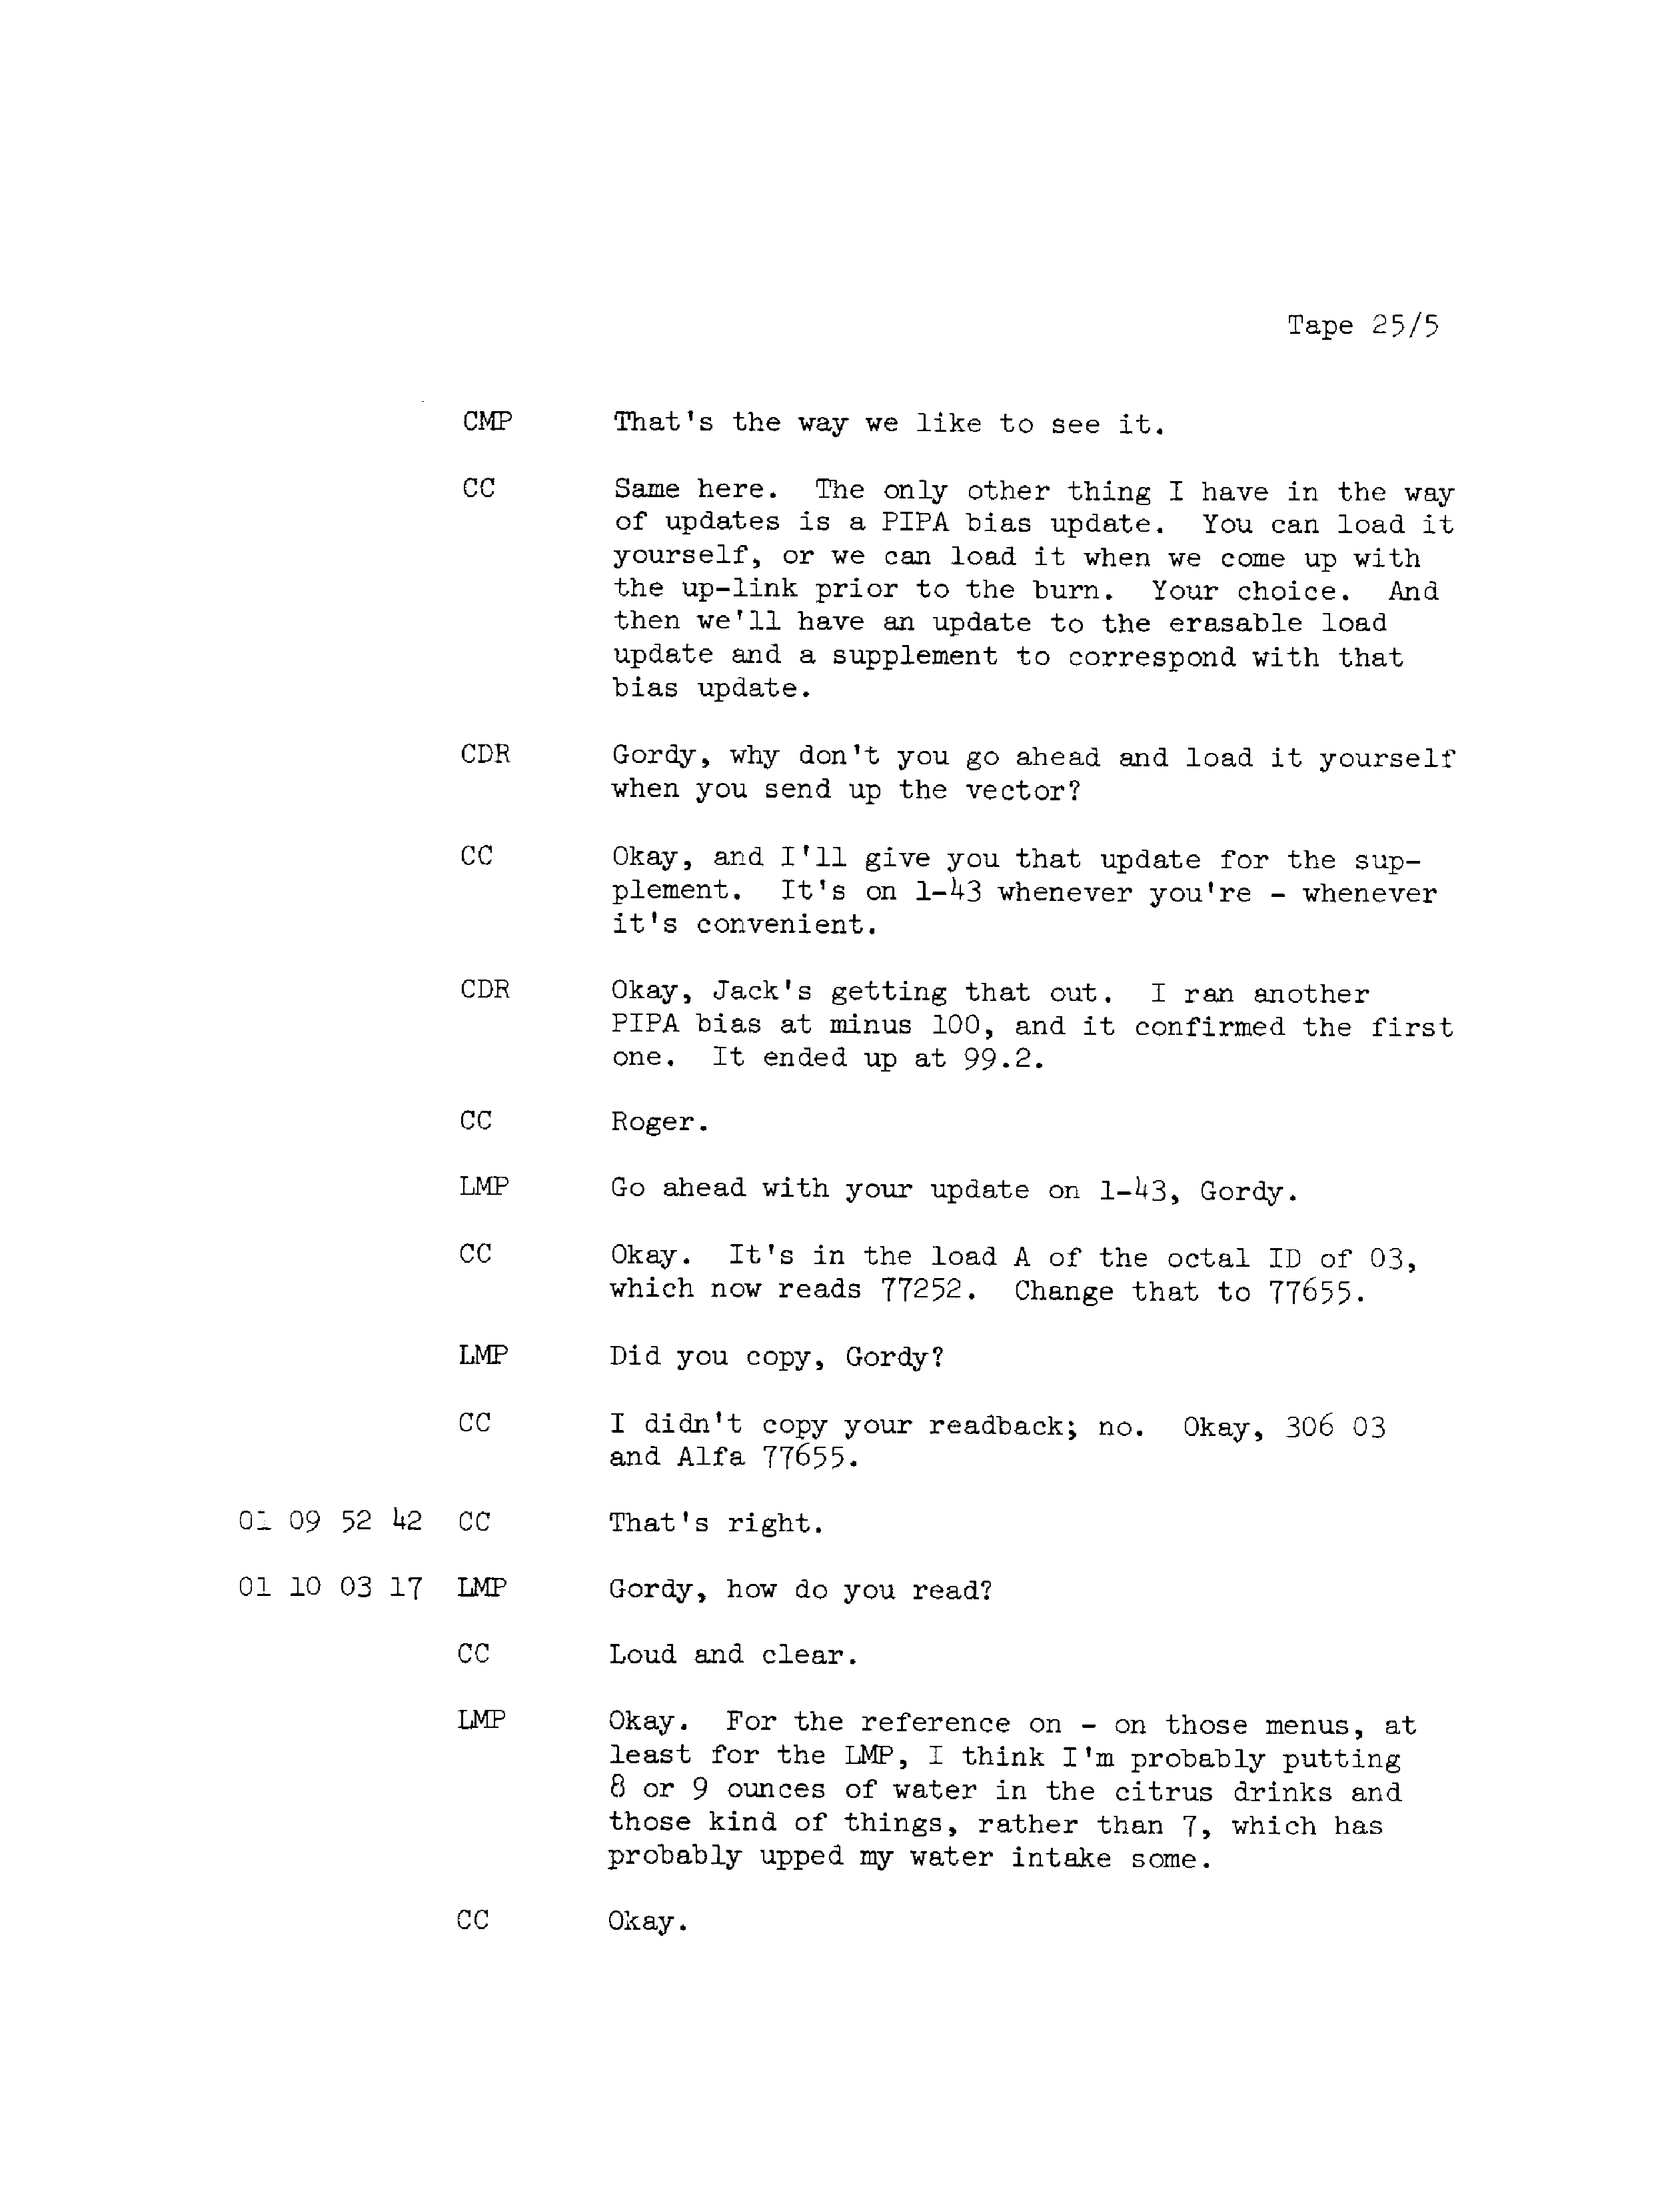 Tape 25/5
CMP That's the way we like to see it.
CC Same here. The only other thing I have in the way
of updates is a PIPA bias update. You can load it
yourself, or we can load it when we come up with
the up-link prior to the burn. Your choice. And
then we'll have an update to the erasable load
update and a supplement to correspond with that
bias update.
CDR Gordy, why don't you go ahead and load it yourself
when you send up the vector?
CC Okay, and I'll give you that update for the sup-
plement. It's on 1-43 whenever you're - whenever
it's convenient.
CDR Okay, Jack's getting that out. I ran another
PIPA bias at minus 100, and it confirmed the first
one. It ended up at 99.2.
CC Roger.
LMP Go ahead with your update on 1-43, Gordy.
CC Okay. It's in the load A of the octal ID of 03,
which now reads 77252. Change that to 77655.
LMP Did you copy, Gordy?
CC I didn't copy your readback; no. Okay, 306 03
and Alfa 77655.
01 09 52 42 CC That's right.
01 10 03 17 LMP Gordy, how do you read?
CC Loud and clear.
LMP Okay. For the reference on - on those menus, at
least for the LMP, I think I'm probably putting
8 or 9 ounces of water in the citrus drinks and
those kind of things, rather than 7, which has
probably upped my water intake some.
CC Okay.